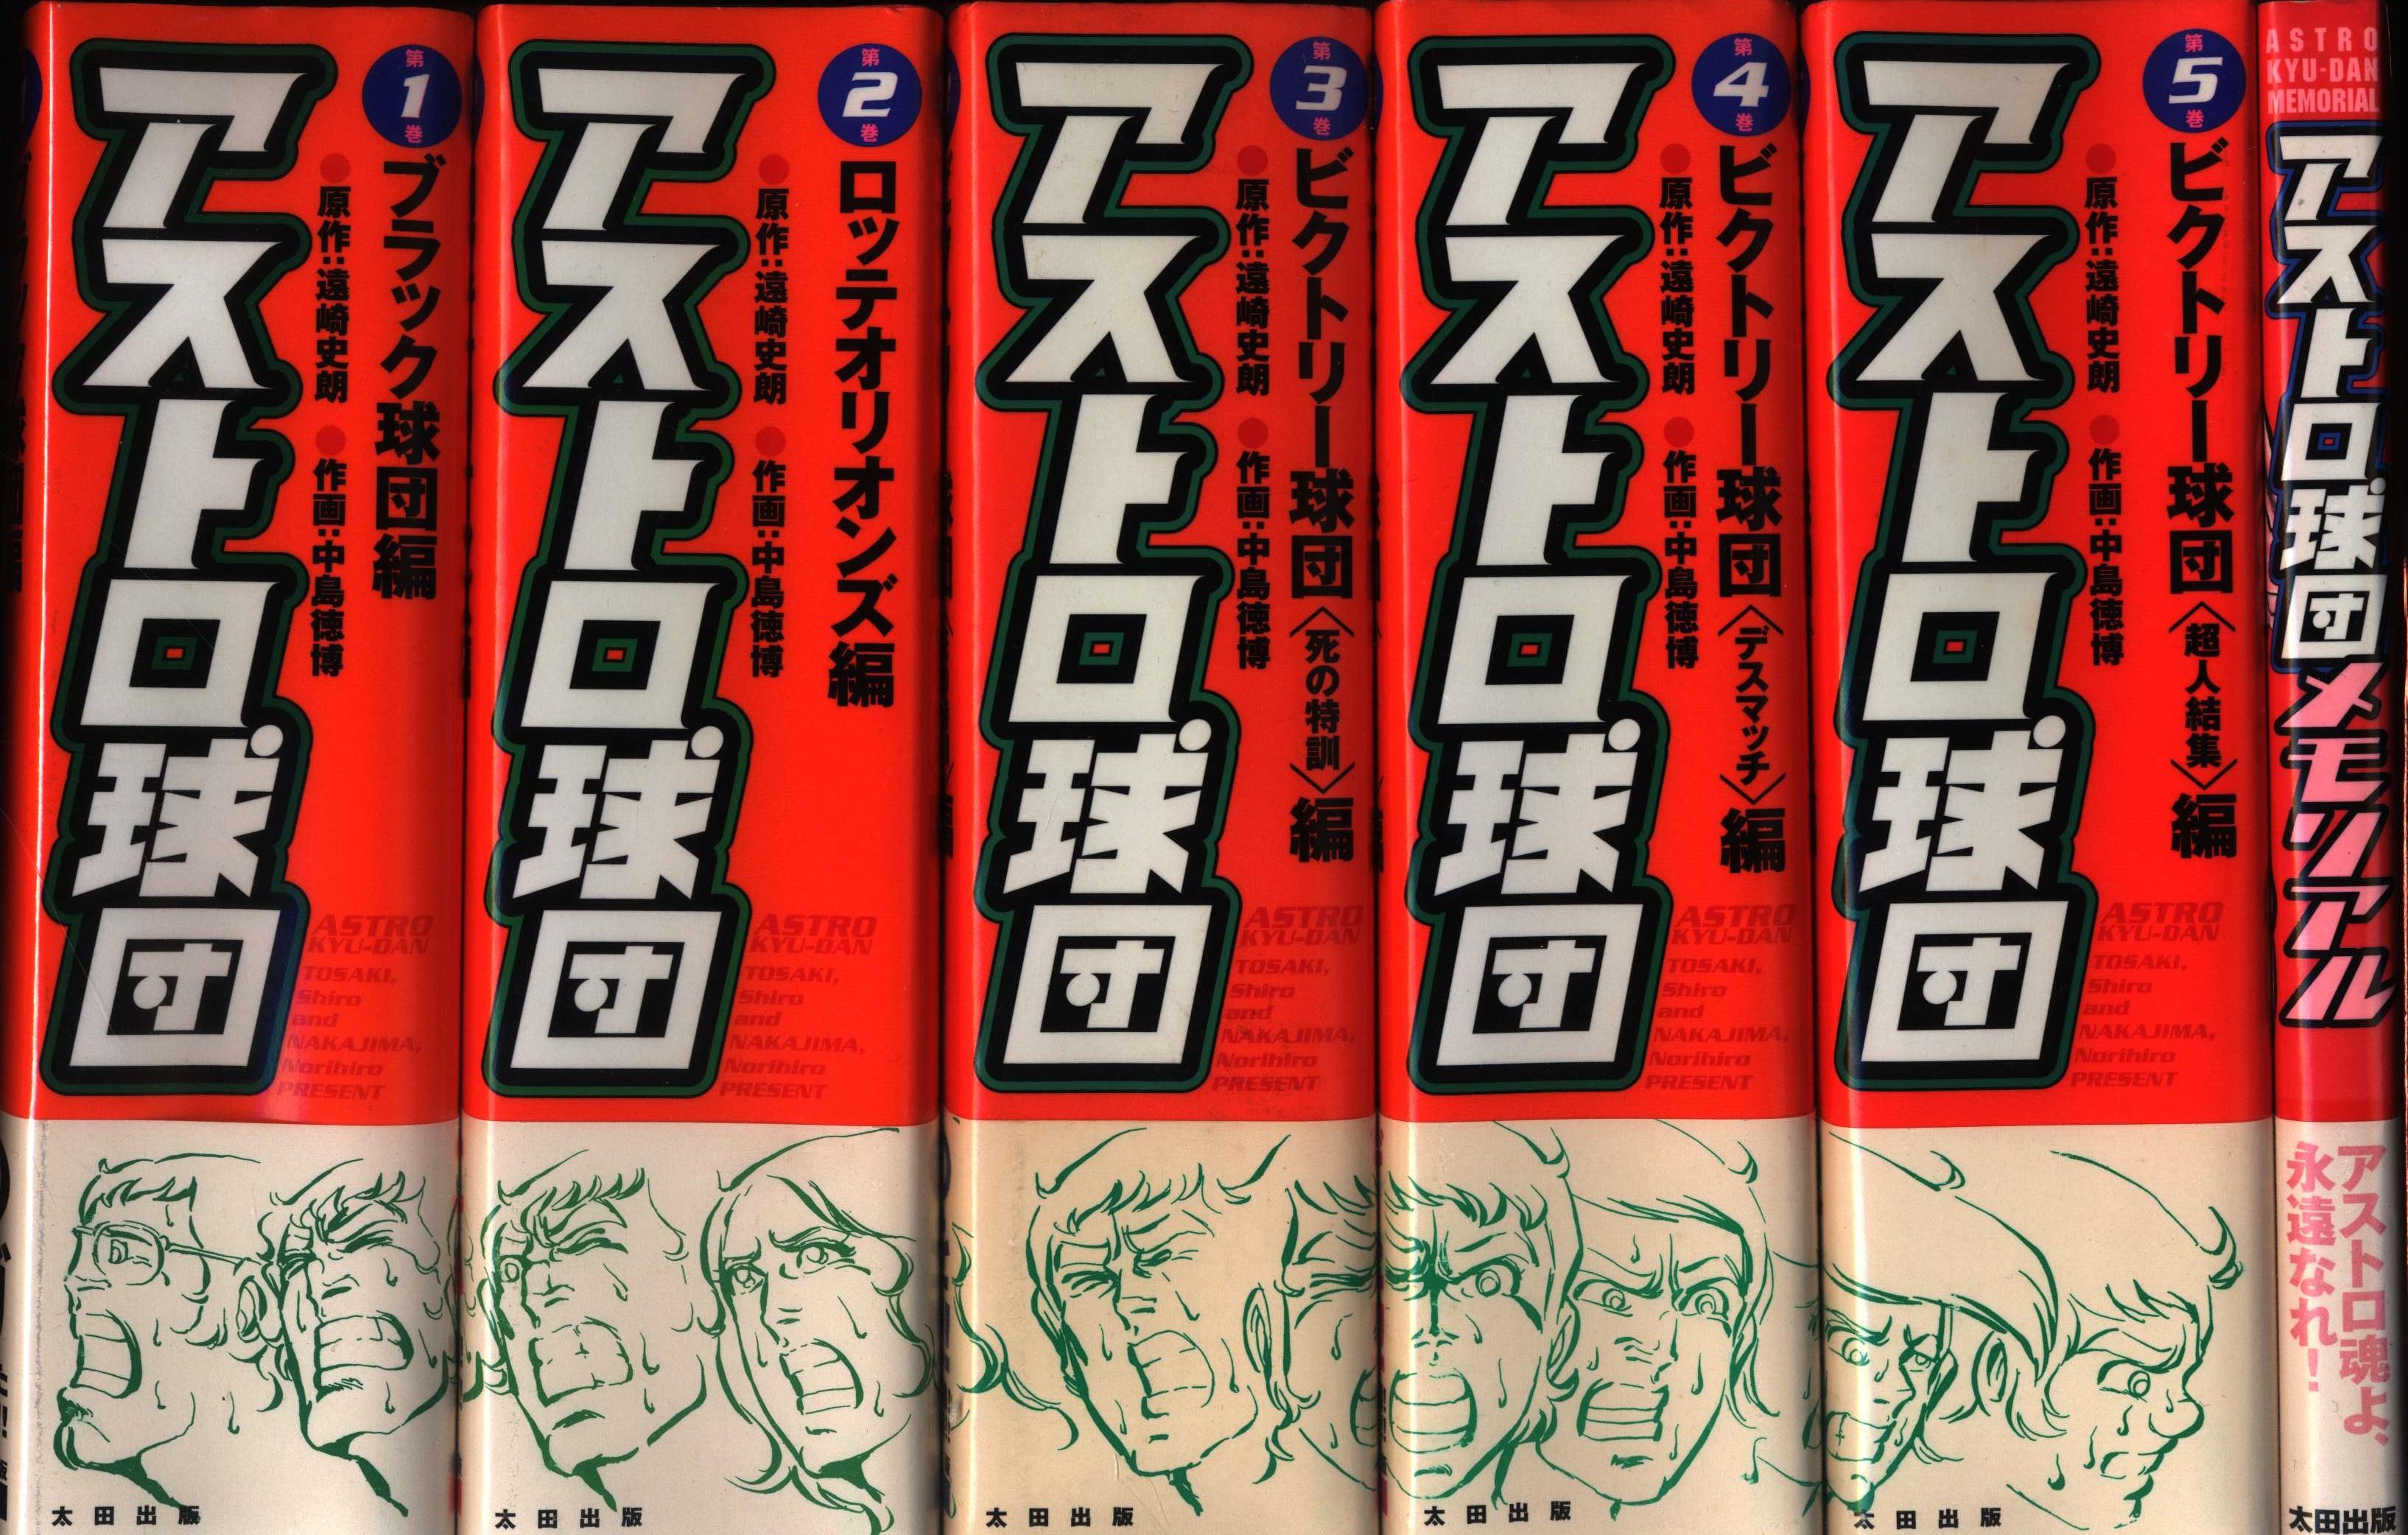 第1巻
ブラック球団編
●原作：遠崎史朗 ●作画：中島徳博
アストロ球団
ASTRO
KYU-DAN
TOSAKI,
Shiro
and
NAKAJIMA,
Norihiro
PRESENT
太田出版
第2巻
ロッテオリオンズ編
●原作：遠崎史朗 ●作画：中島徳博
アストロ球団
ASTRO
KYU-DAN
TOSAKI,
Shiro
and
NAKAJIMA,
Norihiro
PRESENT
太田出版
第3巻
ビクトリー球団〈死の特訓〉編
●原作：遠崎史朗 ●作画：中島徳博
アストロ球団
ASTRO
KYU-DAN
TOSAKI,
Shiro
and
NAKAJIMA,
Norihiro
PRESENT
太田出版
第4巻
ビクトリー球団〈デスマッチ〉編
●原作：遠崎史朗 ●作画：中島徳博
アストロ球団
ASTRO
KYU-DAN
TOSAKI,
Shiro
and
NAKAJIMA,
Norihiro
PRESENT
太田出版
第5巻
ビクトリー球団〈超人結集〉編
●原作：遠崎史朗 ●作画：中島徳博
アストロ球団
ASTRO
KYU-DAN
TOSAKI,
Shiro
and
NAKAJIMA,
Norihiro
PRESENT
太田出版
ASTRO
KYU-DAN
MEMORIAL
アストロ球団メモリアル
アストロ魂よ、
永遠なれ！
太田出版